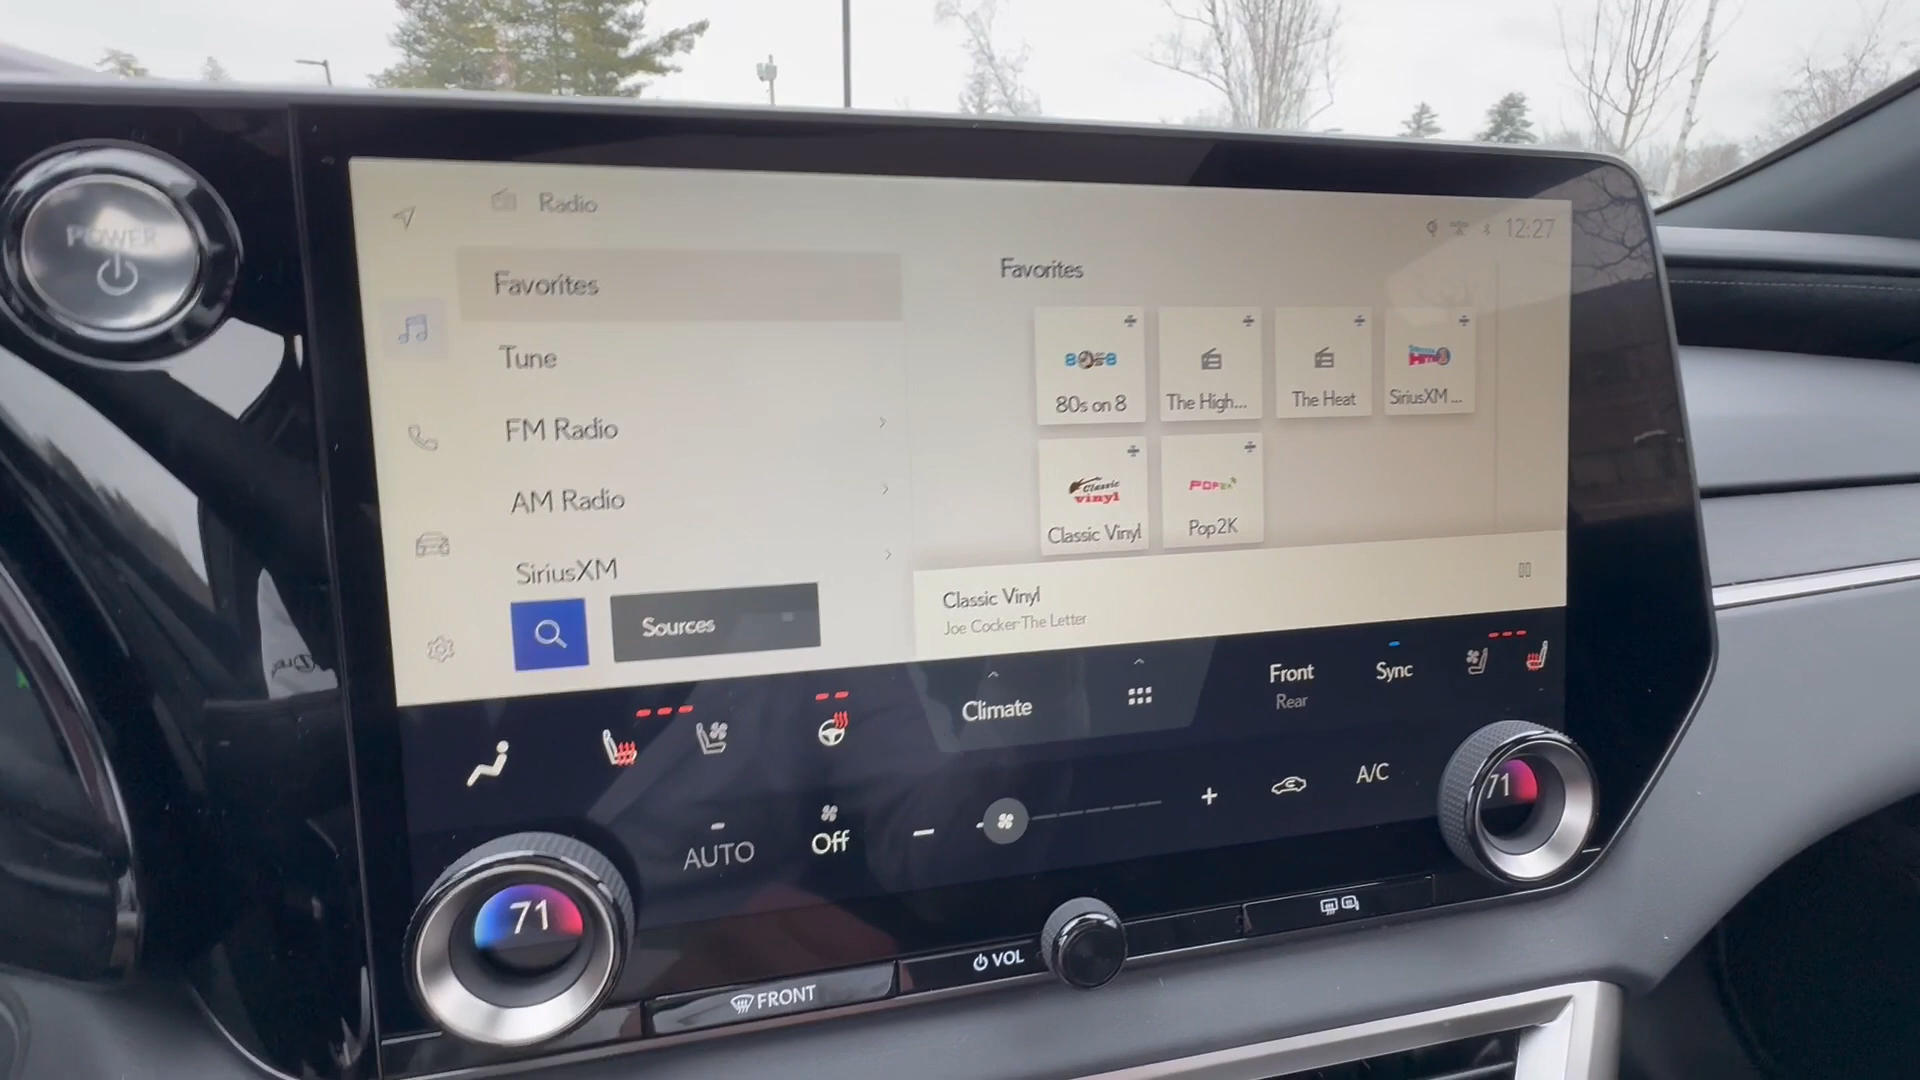 POWER
Radio
12:27
Favorites
Tune
FM Radio
AM Radio
SiriusXM
Sources
Favorites
80s on 8
The High...
The Heat
SiriusXM ...
Classic
vinyl
Classic Vinyl
POP2K
Pop2K
Classic Vinyl
Joe Cocker-The Letter
Climate
Front
Rear
Sync
AUTO
Off
A/C
71
71
VOL
FRONT